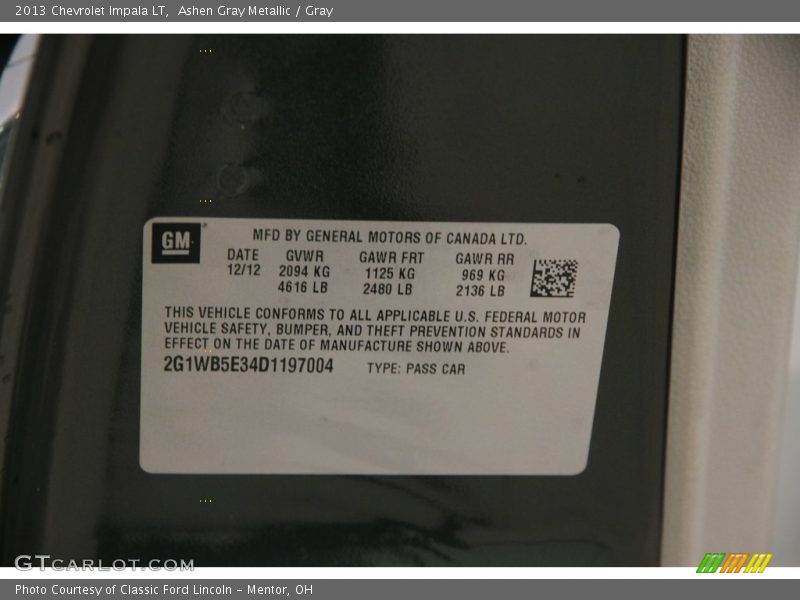 2013 Chevrolet Impala LT, Ashen Gray Metallic / Gray
GM
MFD BY GENERAL MOTORS OF CANADA LTD.
DATE GVWR GAWR FRT GAWR RR
12/12 2094 KG 1125 KG 969 KG
4616 LB 2480 LB 2136 LB
THIS VEHICLE CONFORMS TO ALL APPLICABLE U.S. FEDERAL MOTOR
VEHICLE SAFETY, BUMPER, AND THEFT PREVENTION STANDARDS IN
EFFECT ON THE DATE OF MANUFACTURE SHOWN ABOVE.
2G1WB5E34D1197004 TYPE: PASS CAR
GTCARLOT.COM
Photo Courtesy of Classic Ford Lincoln - Mentor, OH